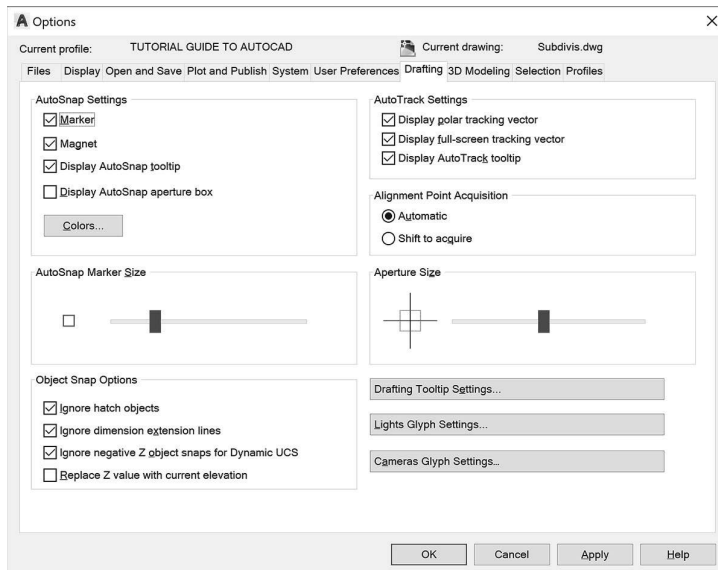 A Options
Current profile: TUTORIAL GUIDE TO AUTOCAD Current drawing: Subdivis.dwg
Files Display Open and Save Plot and Publish System User Preferences Drafting 3D Modeling Selection Profiles
AutoSnap Settings
Marker
Magnet
Display AutoSnap tooltip
Display AutoSnap aperture box
Colors...
AutoTrack Settings
Display polar tracking vector
Display full-screen tracking vector
Display AutoTrack tooltip
Alignment Point Acquisition
Automatic
Shift to acquire
AutoSnap Marker Size
Aperture Size
Object Snap Options
Ignore hatch objects
Ignore dimension extension lines
Ignore negative Z object snaps for Dynamic UCS
Replace Z value with current elevation
Drafting Tooltip Settings...
Lights Glyph Settings...
Cameras Glyph Settings...
OK Cancel Apply Help